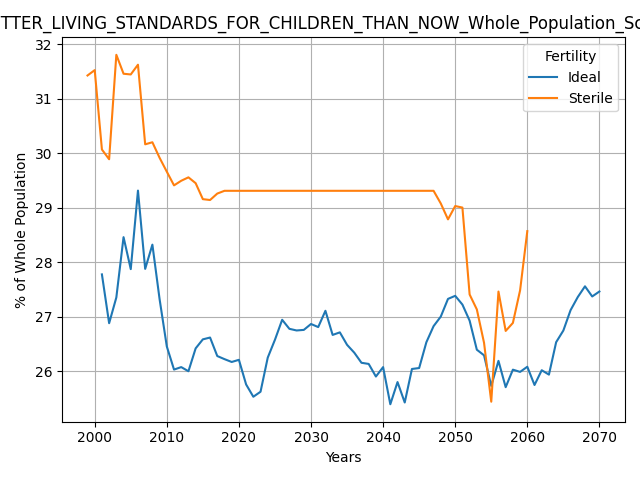 TTER_LIVING_STANDARDS_FOR_CHILDREN_THAN_NOW_Whole_Population_So
Fertility
Ideal
Sterile
% of Whole Population
32
31
30
29
28
27
26
2000 2010 2020 2030 2040 2050 2060 2070
Years